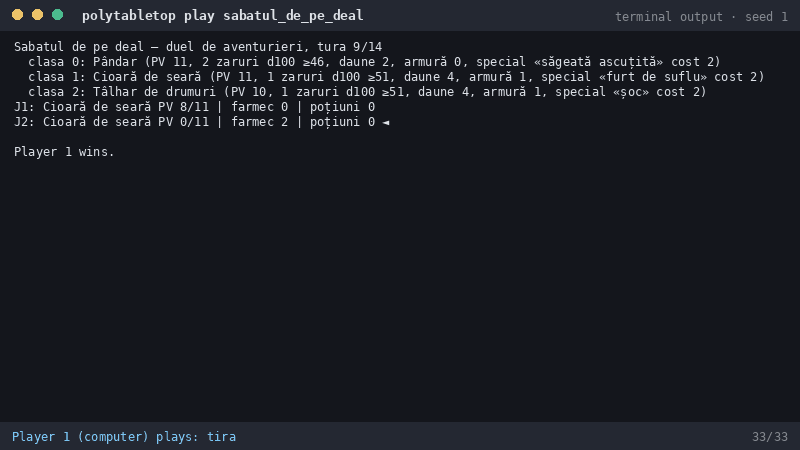 polytabletop play sabatul_de_pe_deal
terminal output · seed 1
Sabatul de pe deal — duel de aventurieri, tura 9/14
clasa 0: Pândar (PV 11, 2 zaruri d100 ≥46, daune 2, armură 0, special «săgeată ascuțită» cost 2)
clasa 1: Cioară de seară (PV 11, 1 zaruri d100 ≥51, daune 4, armură 1, special «furt de suflu» cost 2)
clasa 2: Tâlhar de drumuri (PV 10, 1 zaruri d100 ≥51, daune 4, armură 1, special «șoc» cost 2)
J1: Cioară de seară PV 8/11 | farmec 0 | poțiuni 0
J2: Cioară de seară PV 0/11 | farmec 2 | poțiuni 0 ◄
Player 1 wins.
Player 1 (computer) plays: tira
33/33